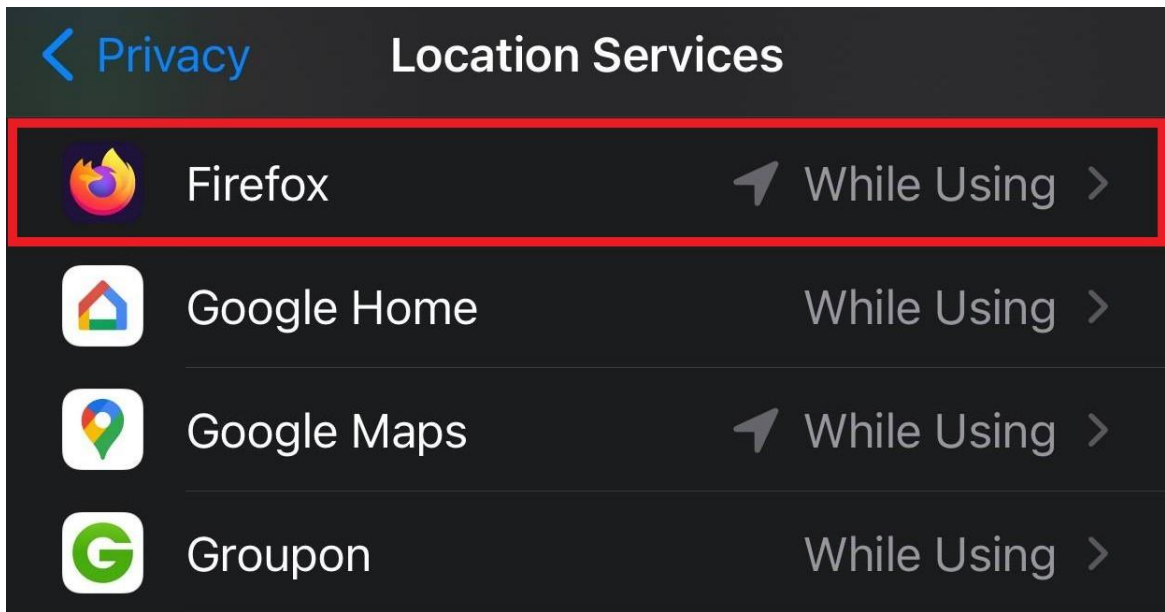 Privacy Location Services
Firefox While Using
Google Home While Using
Google Maps While Using
Groupon While Using